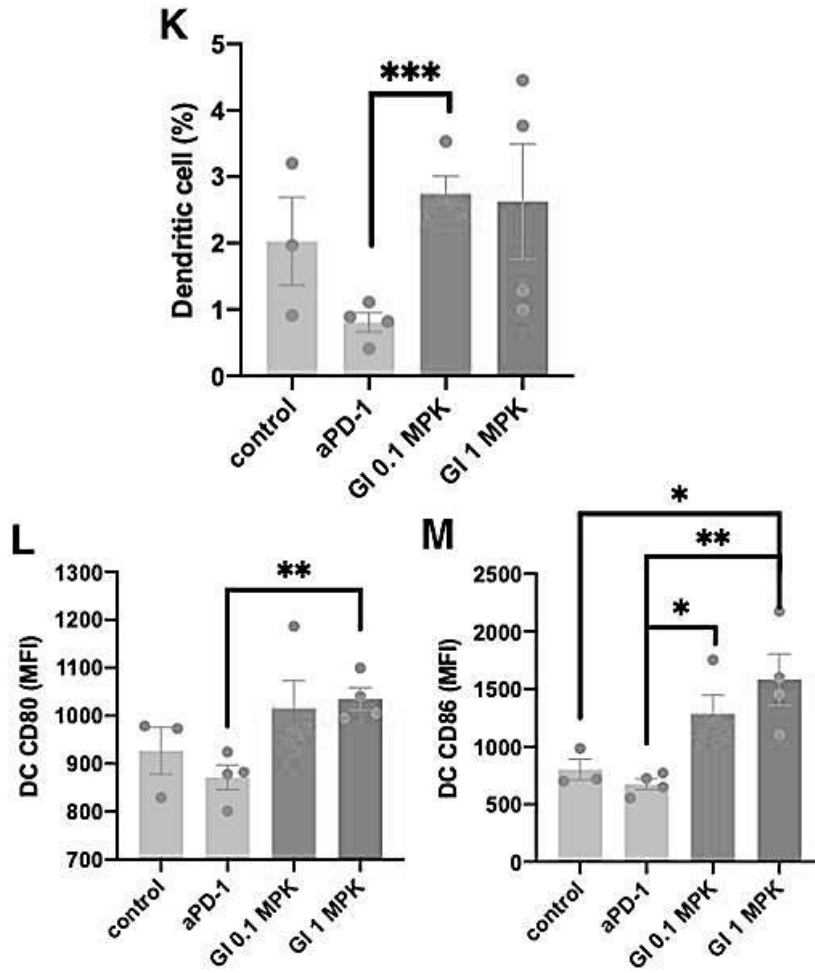 K
Dendritic cell (%)
5
4
3
2
1
0
***
control
aPD-1
GI 0.1 MPK
GI 1 MPK
L
DC CD80 (MFI)
1300
1200
1100
1000
900
800
700
**
control
aPD-1
GI 0.1 MPK
GI 1 MPK
M
DC CD86 (MFI)
2500
2000
1500
1000
500
0
*
**
*
control
aPD-1
GI 0.1 MPK
GI 1 MPK